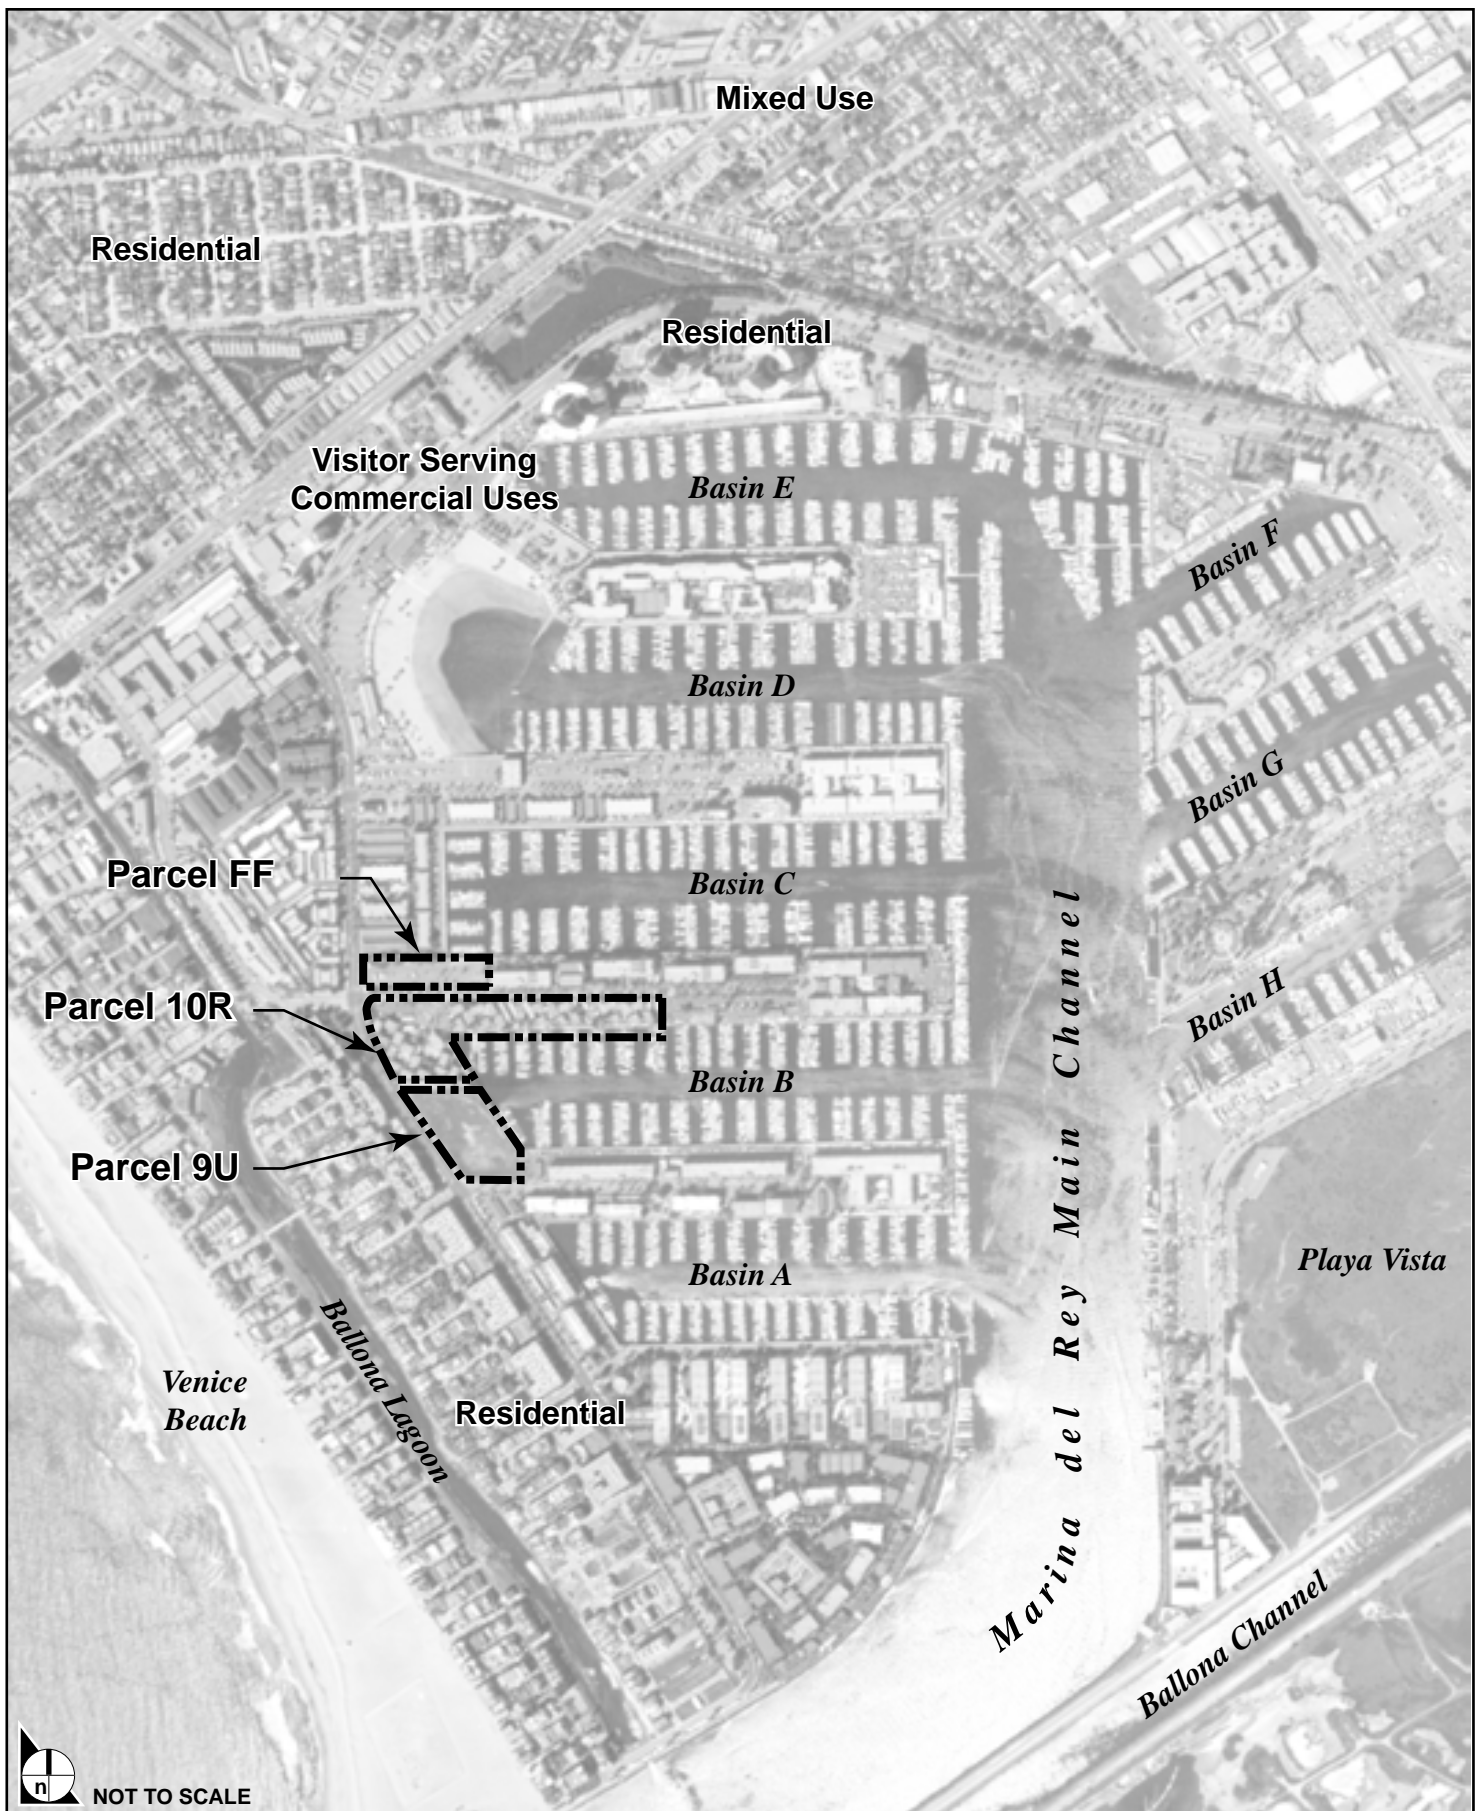 Mixed Use
Residential
Residential
Visitor Serving
Commercial Uses
Basin E
Basin F
Basin D
Basin G
Parcel FF
Basin C
Parcel 10R
Basin H
Basin B
Parcel 9U
Marina del Rey Main Channel
Basin A
Playa Vista
Ballona Lagoon
Venice
Beach
Residential
Ballona Channel
n
NOT TO SCALE